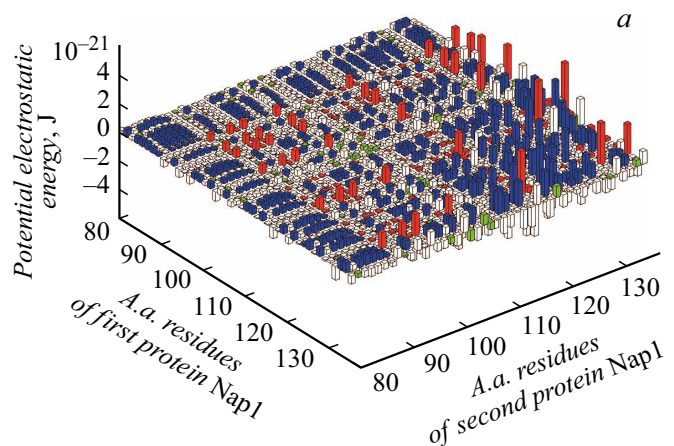 a
10−21
4
2
0
−2
−4
Potential electrostatic
energy, J
80
90
100
110
120
130
A.a. residues
of first protein Nap1
80
90
100
110
120
130
A.a. residues
of second protein Nap1